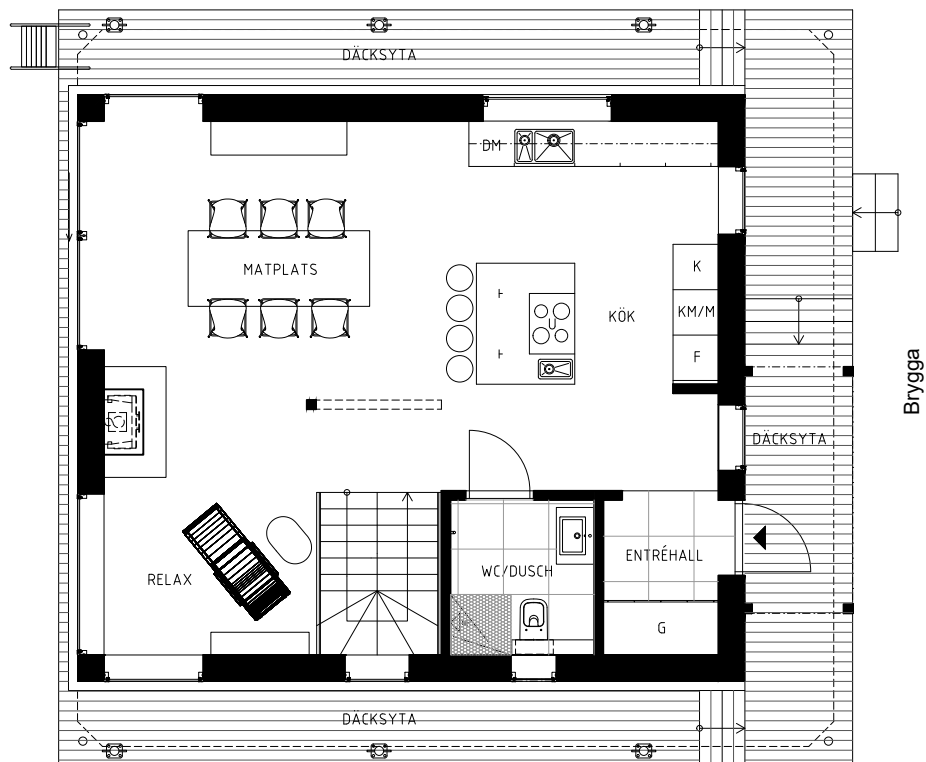 DÄCKSYTA
DM
K
MATPLATS
KM/M
KÖK
U
F
Brygga
DÄCKSYTA
ENTRÉHALL
WC/DUSCH
RELAX
G
DÄCKSYTA